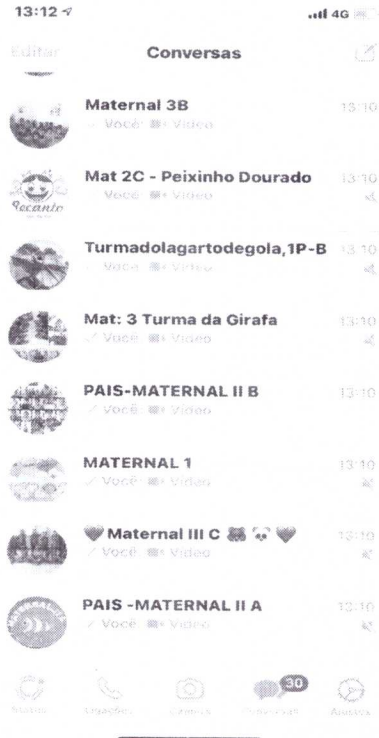 13:12
4G
Editar
Conversas
Maternal 3B
13:10
Você: Vídeo
Mat 2C - Peixinho Dourado
13:10
Você: Vídeo
Recanto
Turmadolagartodegola,1P-B
13:10
Você: Vídeo
Mat: 3 Turma da Girafa
13:10
Você: Vídeo
PAIS-MATERNAL II B
13:10
Você: Vídeo
MATERNAL 1
13:10
Você: Vídeo
Maternal III C
13:10
Você: Vídeo
PAIS -MATERNAL II A
13:10
Você: Vídeo
30
Status
Ligações
Câmera
Conversas
Ajustes